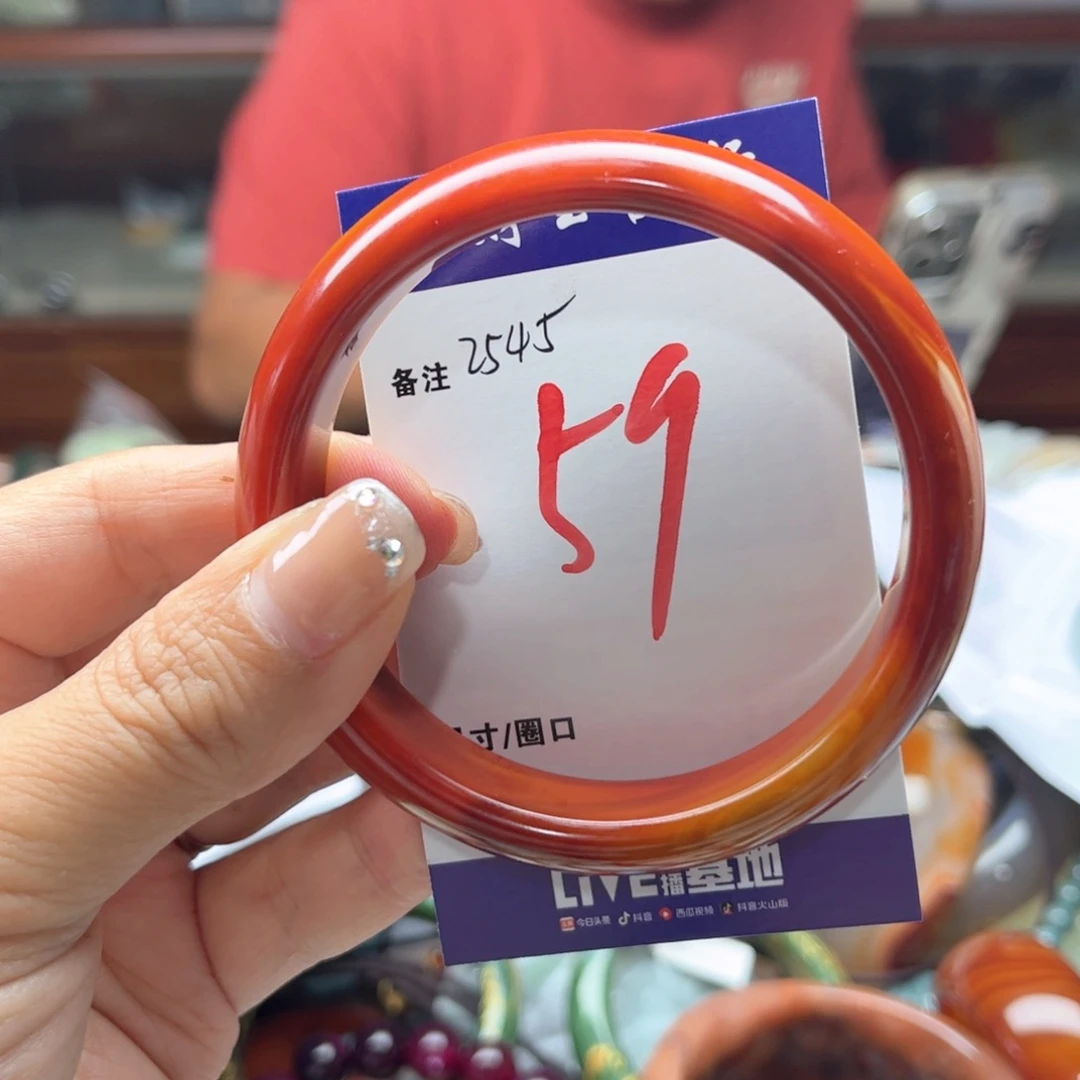 备注 2545
59
寸/圈口
LIVE播基地
今日头条 抖音 西瓜视频 抖音火山版